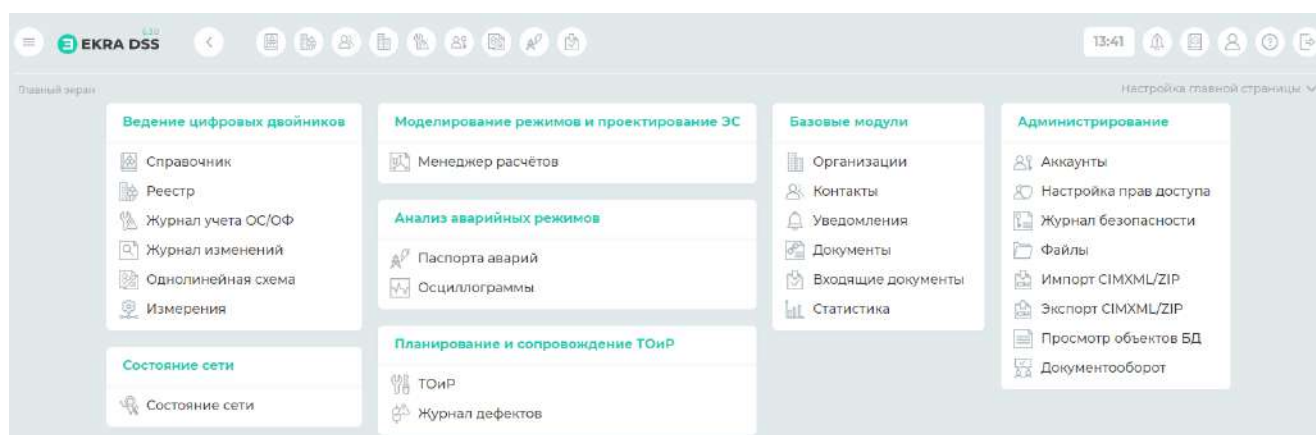 6.3.0
EKRA DSS
13:41
Главный экран
Настройка главной страницы
Ведение цифровых двойников
Справочник
Реестр
Журнал учета ОС/ОФ
Журнал изменений
Однолинейная схема
Измерения
Состояние сети
Состояние сети
Моделирование режимов и проектирование ЭС
Менеджер расчётов
Анализ аварийных режимов
Паспорта аварий
Осциллограммы
Планирование и сопровождение ТОиР
ТОиР
Журнал дефектов
Базовые модули
Организации
Контакты
Уведомления
Документы
Входящие документы
Статистика
Администрирование
Аккаунты
Настройка прав доступа
Журнал безопасности
Файлы
Импорт CIMXML/ZIP
Экспорт CIMXML/ZIP
Просмотр объектов БД
Документооборот